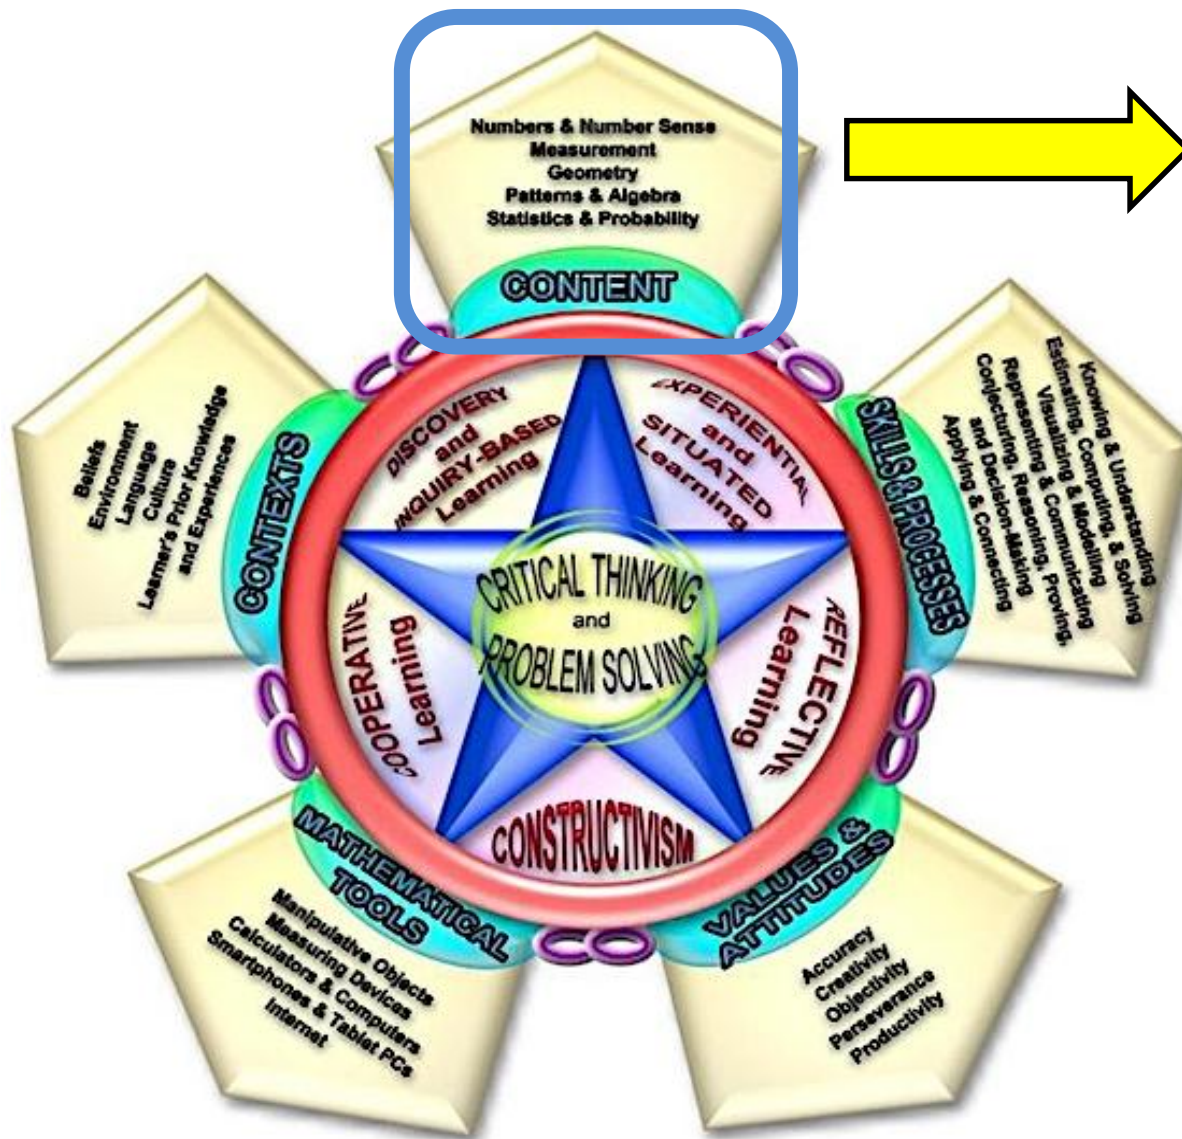 Numbers & Number Sense
Measurement
Geometry
Patterns & Algebra
Statistics & Probability
CONTENT
Knowing & Understanding
Estimating, Computing, & Solving
Visualizing & Modelling
Representing & Communicating
Conjecturing, Reasoning, Proving,
and Decision-Making
Applying & Connecting
SKILLS & PROCESSES
Beliefs
Environment
Language
Culture
Learner's Prior Knowledge
and Experiences
CONTEXTS
DISCOVERY
and
INQUIRY-BASED
Learning
EXPERIENTIAL
and
SITUATED
Learning
CRITICAL THINKING
and
PROBLEM SOLVING
COOPERATIVE
Learning
REFLECTIVE
Learning
CONSTRUCTIVISM
MATHEMATICAL
TOOLS
Manipulative Objects
Measuring Devices
Calculators & Computers
Smartphones & Tablet PCs
Internet
VALUES &
ATTITUDES
Accuracy
Creativity
Objectivity
Perseverance
Productivity